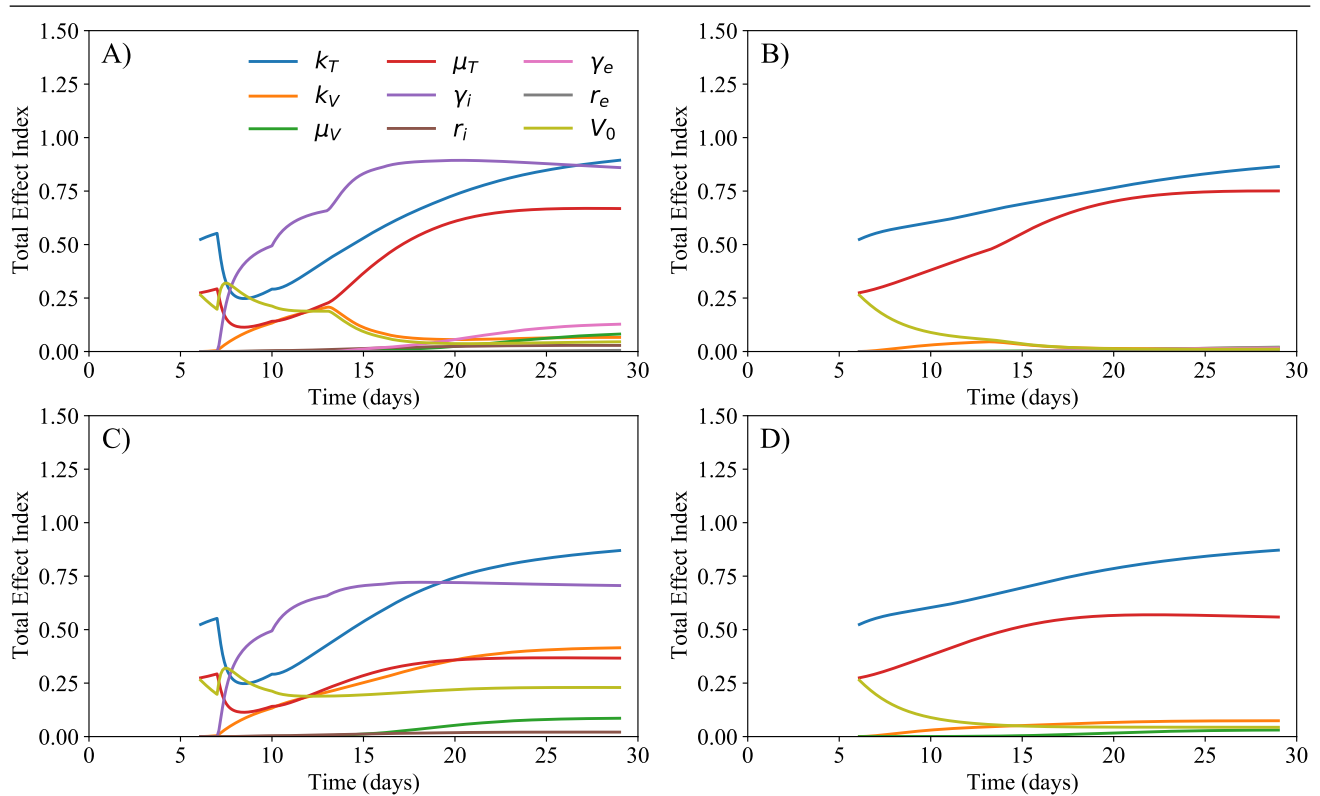 A)
k_T μ_T γ_e
k_V γ_i r_e
μ_V r_i V_0
Total Effect Index
1.50
1.25
1.00
0.75
0.50
0.25
0.00
0 5 10 15 20 25 30
Time (days)
B)
Total Effect Index
1.50
1.25
1.00
0.75
0.50
0.25
0.00
0 5 10 15 20 25 30
Time (days)
C)
Total Effect Index
1.50
1.25
1.00
0.75
0.50
0.25
0.00
0 5 10 15 20 25 30
Time (days)
D)
Total Effect Index
1.50
1.25
1.00
0.75
0.50
0.25
0.00
0 5 10 15 20 25 30
Time (days)